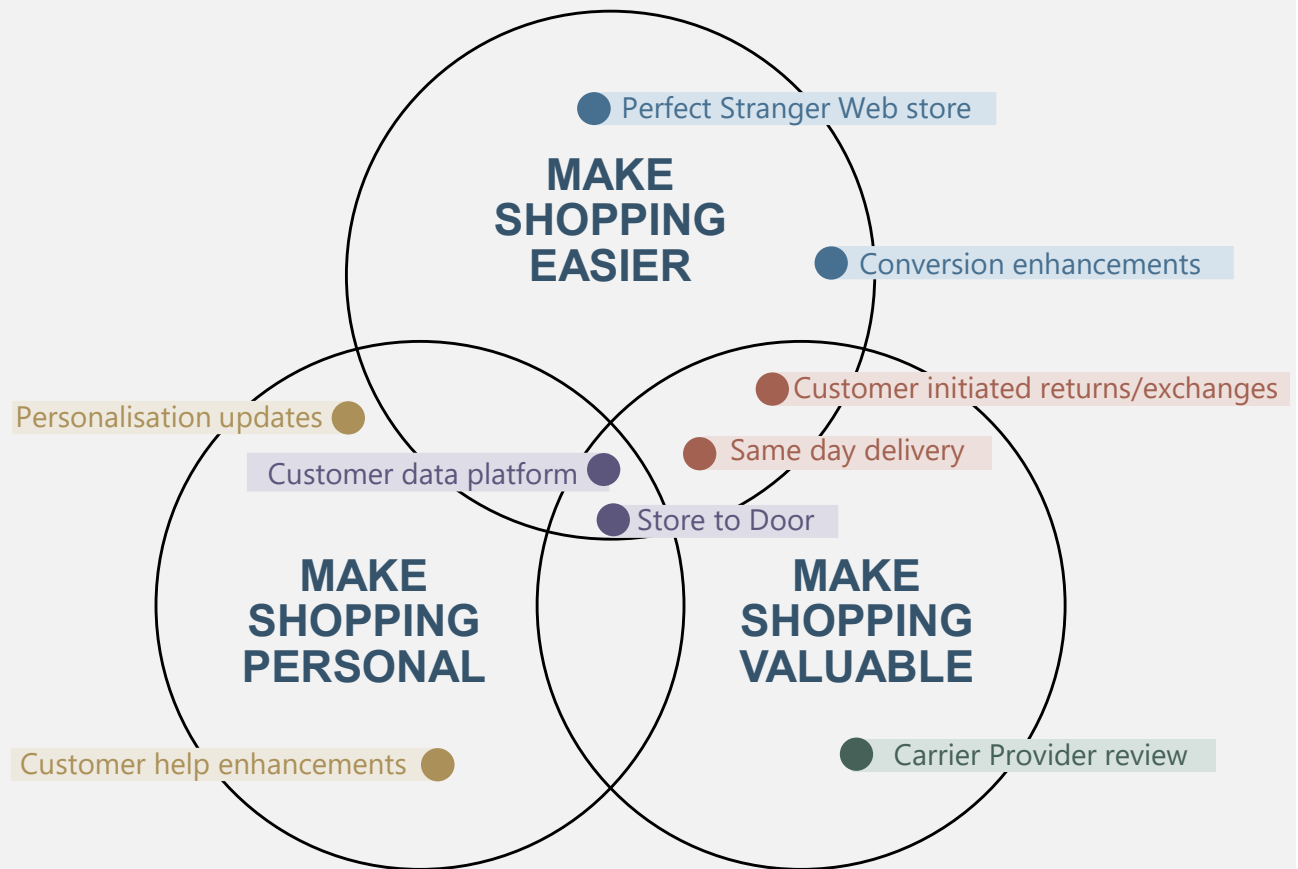 Perfect Stranger Web store
MAKE
SHOPPING
EASIER
Conversion enhancements
Customer initiated returns/exchanges
Personalisation updates
Same day delivery
Customer data platform
Store to Door
MAKE
SHOPPING
PERSONAL
MAKE
SHOPPING
VALUABLE
Carrier Provider review
Customer help enhancements